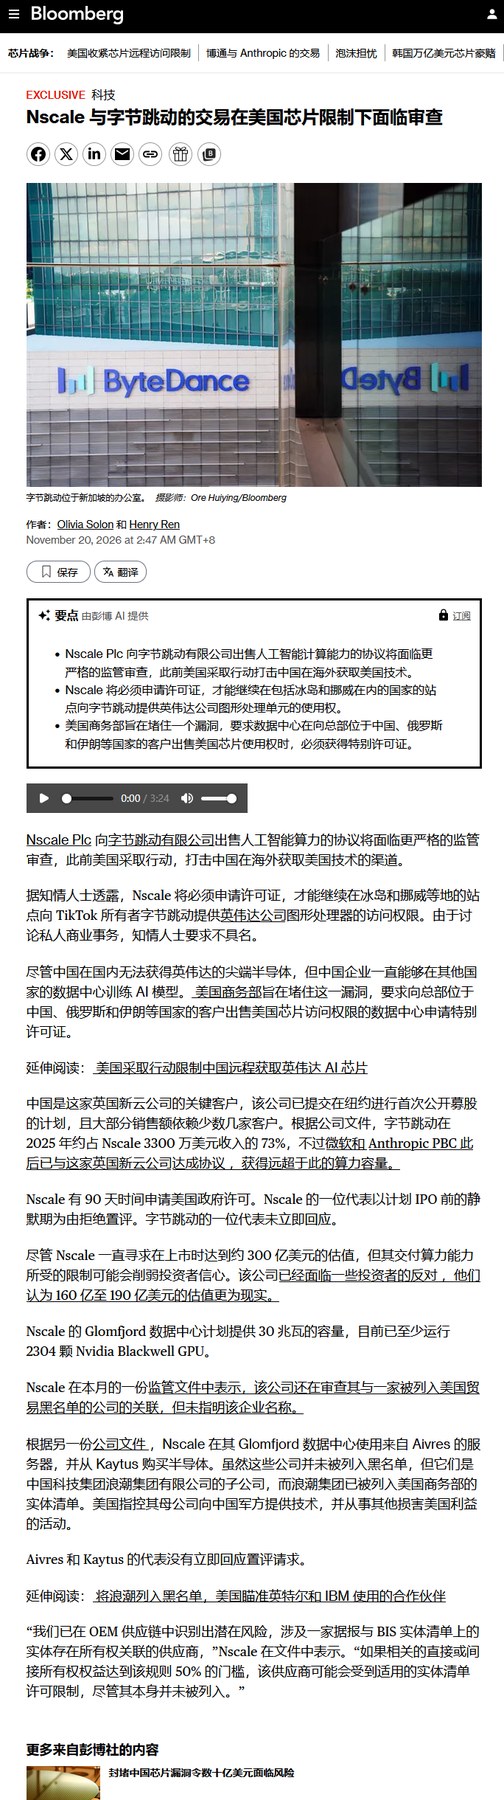 Bloomberg
芯片战争： 美国收紧芯片远程访问限制 博通与 Anthropic 的交易 泡沫担忧 韩国万亿美元芯片豪赌
EXCLUSIVE 科技
Nscale 与字节跳动的交易在美国芯片限制下面临审查
ByteDance
字节跳动位于新加坡的办公室。 摄影师：Ore Huiying/Bloomberg
作者：Olivia Solon 和 Henry Ren
November 20, 2026 at 2:47 AM GMT+8
保存 翻译
要点 由彭博 AI 提供 订阅
• Nscale Plc 向字节跳动有限公司出售人工智能计算能力的协议将面临更
严格的监管审查，此前美国采取行动打击中国在海外获取美国技术。
• Nscale 将必须申请许可证，才能继续在包括冰岛和挪威在内的国家的站
点向字节跳动提供英伟达公司图形处理单元的使用权。
• 美国商务部旨在堵住一个漏洞，要求数据中心在向总部位于中国、俄罗斯
和伊朗等国家的客户出售美国芯片使用权时，必须获得特别许可证。
0:00 / 3:24
Nscale Plc 向字节跳动有限公司出售人工智能算力的协议将面临更严格的监管
审查，此前美国采取行动，打击中国在海外获取美国技术的渠道。
据知情人士透露，Nscale 将必须申请许可证，才能继续在冰岛和挪威等地的站
点向 TikTok 所有者字节跳动提供英伟达公司图形处理器的访问权限。由于讨
论私人商业事务，知情人士要求不具名。
尽管中国在国内无法获得英伟达的尖端半导体，但中国企业一直能够在其他国
家的数据中心训练 AI 模型。美国商务部旨在堵住这一漏洞，要求向总部位于
中国、俄罗斯和伊朗等国家的客户出售美国芯片访问权限的数据中心申请特别
许可证。
延伸阅读：美国采取行动限制中国远程获取英伟达 AI 芯片
中国是这家英国新云公司的关键客户，该公司已提交在纽约进行首次公开募股
的计划，且大部分销售额依赖少数几家客户。根据公司文件，字节跳动在
2025 年约占 Nscale 3300 万美元收入的 73%，不过微软和 Anthropic PBC 此
后已与这家英国新云公司达成协议，获得远超于此的算力容量。
Nscale 有 90 天时间申请美国政府许可。Nscale 的一位代表以计划 IPO 前的静
默期为由拒绝置评。字节跳动的一位代表未立即回应。
尽管 Nscale 一直寻求在上市时达到约 300 亿美元的估值，但其交付算力能力
所受的限制可能会削弱投资者信心。该公司已经面临一些投资者的反对，他们
认为 160 亿至 190 亿美元的估值更为现实。
Nscale 的 Glomfjord 数据中心计划提供 30 兆瓦的容量，目前已至少运行
2304 颗 Nvidia Blackwell GPU。
Nscale 在本月的一份监管文件中表示，该公司还在审查其与一家被列入美国贸
易黑名单的公司的关联，但未指明该企业名称。
根据另一份公司文件，Nscale 在其 Glomfjord 数据中心使用来自 Aivres 的服
务器，并从 Kaytus 购买半导体。虽然这些公司并未被列入黑名单，但它们是
中国科技集团浪潮集团有限公司的子公司，而浪潮集团已被列入美国商务部的
实体清单。美国指控其母公司向中国军方提供技术，并从事其他损害美国利益
的活动。
Aivres 和 Kaytus 的代表没有立即回应置评请求。
延伸阅读：将浪潮列入黑名单，美国瞄准英特尔和 IBM 使用的合作伙伴
“我们已在 OEM 供应链中识别出潜在风险，涉及一家据报与 BIS 实体清单上的
实体存在所有权关联的供应商，”Nscale 在文件中表示。“如果相关的直接或间
接所有权权益达到该规则 50% 的门槛，该供应商可能会受到适用的实体清单
许可限制，尽管其本身并未被列入。”
更多来自彭博社的内容
封堵中国芯片漏洞令数十亿美元面临风险